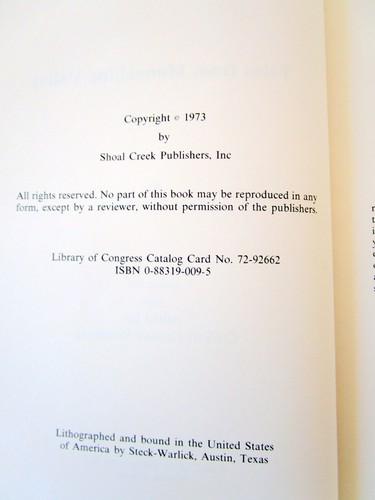 Copyright © 1973
by
Shoal Creek Publishers, Inc
All rights reserved. No part of this book may be reproduced in any
form, except by a reviewer, without permission of the publishers.
Library of Congress Catalog Card No. 72-92662
ISBN 0-88319-009-5
Lithographed and bound in the United States
of America by Steck-Warlick, Austin, Texas